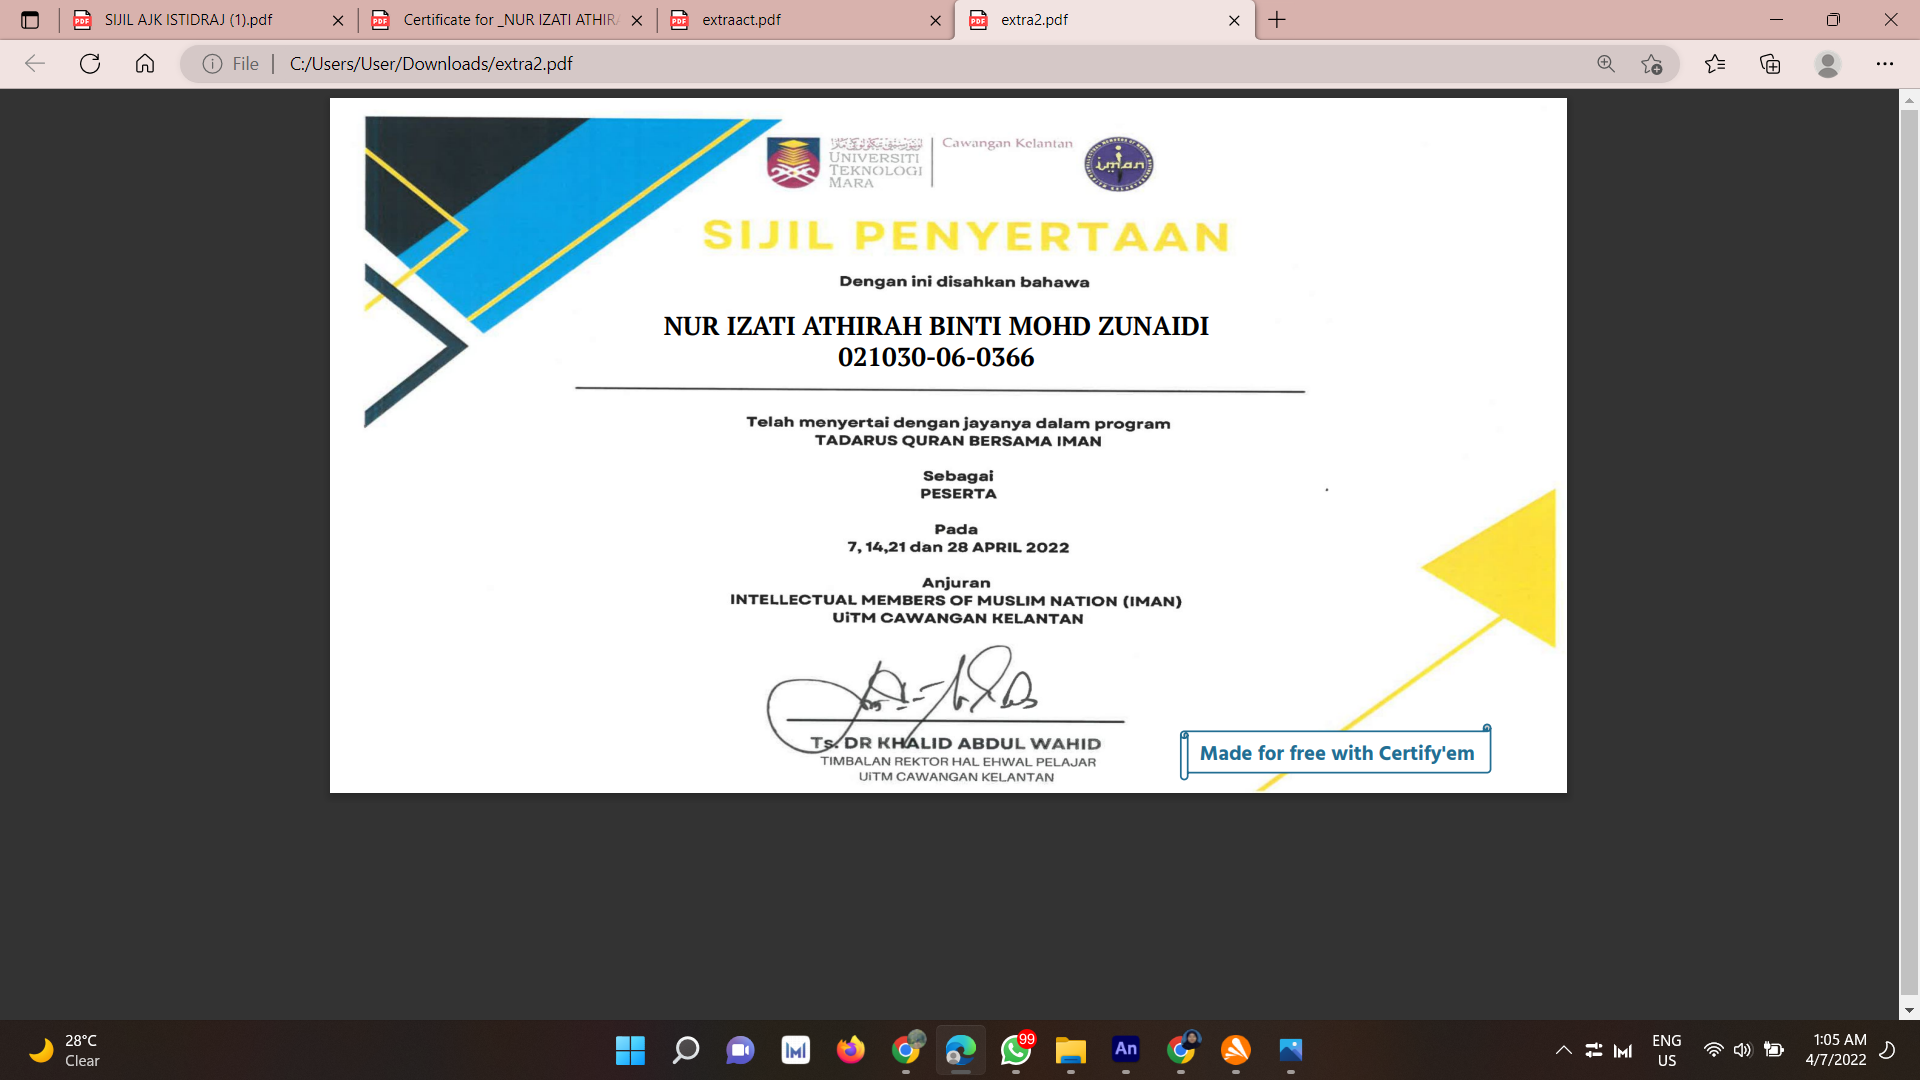 SIJIL AJK ISTIDRAJ (1).pdf
Certificate for _NUR IZATI ATHIRA
extraact.pdf
extra2.pdf
File
C:/Users/User/Downloads/extra2.pdf
UNIVERSITI
TEKNOLOGI
MARA
Cawangan Kelantan
iman
SIJIL PENYERTAAN
Dengan ini disahkan bahawa
NUR IZATI ATHIRAH BINTI MOHD ZUNAIDI
021030-06-0366
Telah menyertai dengan jayanya dalam program
TADARUS QURAN BERSAMA IMAN
Sebagai
PESERTA
Pada
7, 14,21 dan 28 APRIL 2022
Anjuran
INTELLECTUAL MEMBERS OF MUSLIM NATION (IMAN)
UiTM CAWANGAN KELANTAN
Ts. DR KHALID ABDUL WAHID
TIMBALAN REKTOR HAL EHWAL PELAJAR
UiTM CAWANGAN KELANTAN
Made for free with Certify'em
28°C
Clear
99
An
ENG
US
1:05 AM
4/7/2022